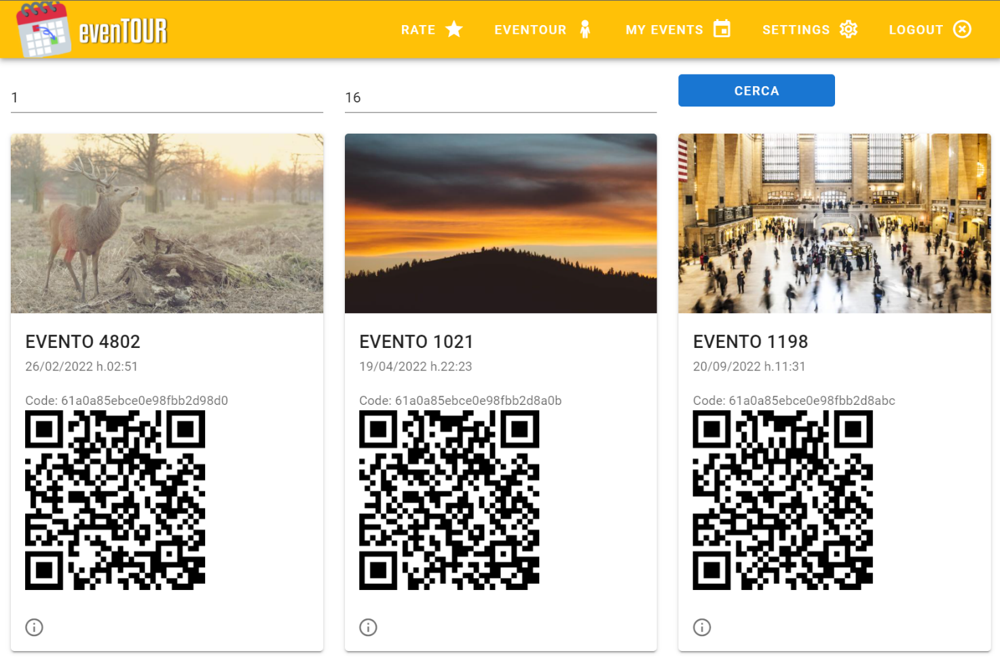 evenTOUR
RATE
EVENTOUR
MY EVENTS
SETTINGS
LOGOUT
1
16
CERCA
EVENTO 4802
26/02/2022 h.02:51
Code: 61a0a85ebce0e98fbb2d98d0
EVENTO 1021
19/04/2022 h.22:23
Code: 61a0a85ebce0e98fbb2d8a0b
EVENTO 1198
20/09/2022 h.11:31
Code: 61a0a85ebce0e98fbb2d8abc